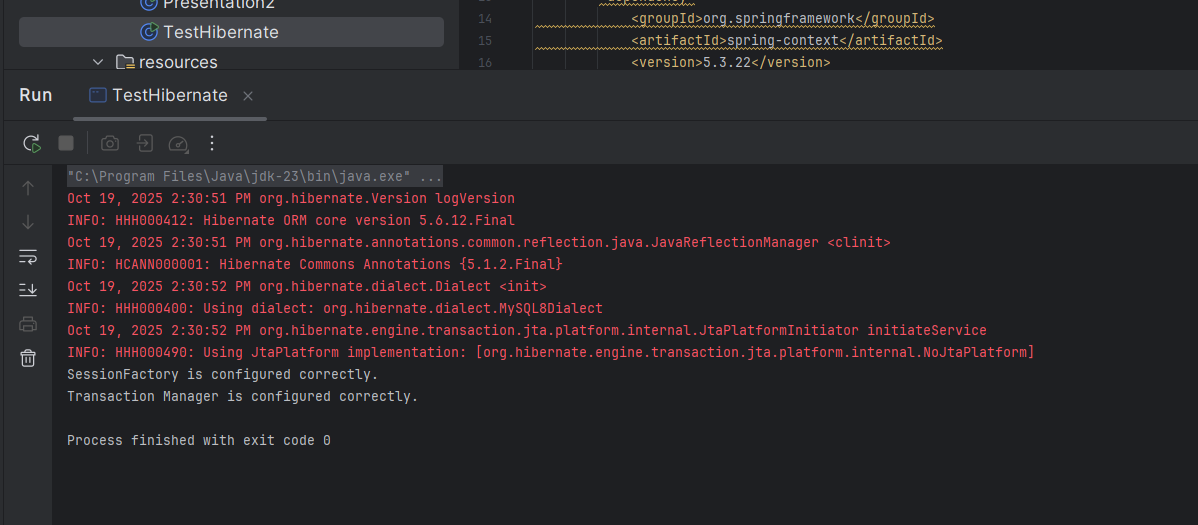 Presentation2
TestHibernate
resources
14 <groupId>org.springframework</groupId>
15 <artifactId>spring-context</artifactId>
16 <version>5.3.22</version>
Run TestHibernate
"C:\Program Files\Java\jdk-23\bin\java.exe" ...
Oct 19, 2025 2:30:51 PM org.hibernate.Version logVersion
INFO: HHH000412: Hibernate ORM core version 5.6.12.Final
Oct 19, 2025 2:30:51 PM org.hibernate.annotations.common.reflection.java.JavaReflectionManager <clinit>
INFO: HCANN000001: Hibernate Commons Annotations {5.1.2.Final}
Oct 19, 2025 2:30:52 PM org.hibernate.dialect.Dialect <init>
INFO: HHH000400: Using dialect: org.hibernate.dialect.MySQL8Dialect
Oct 19, 2025 2:30:52 PM org.hibernate.engine.transaction.jta.platform.internal.JtaPlatformInitiator initiateService
INFO: HHH000490: Using JtaPlatform implementation: [org.hibernate.engine.transaction.jta.platform.internal.NoJtaPlatform]
SessionFactory is configured correctly.
Transaction Manager is configured correctly.
Process finished with exit code 0